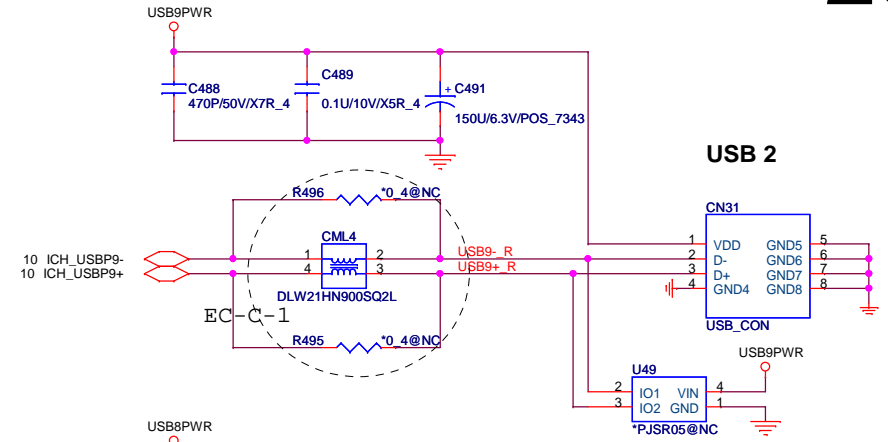 USB9PWR
C488
470P/50V/X7R_4
C489
0.1U/10V/X5R_4
+ C491
150U/6.3V/POS_7343
USB 2
R496
*0_4@NC
CN31
CML4
1 2
4 3
DLW21HN900SQ2L
10 ICH_USBP9-
10 ICH_USBP9+
USB9-_R
USB9+_R
1 VDD GND5 5
2 D- GND6 6
3 D+ GND7 7
4 GND4 GND8 8
USB_CON
EC-C-1
R495
*0_4@NC
USB9PWR
U49
2 IO1 VIN 4
3 IO2 GND 1
*PJSR05@NC
USB8PWR